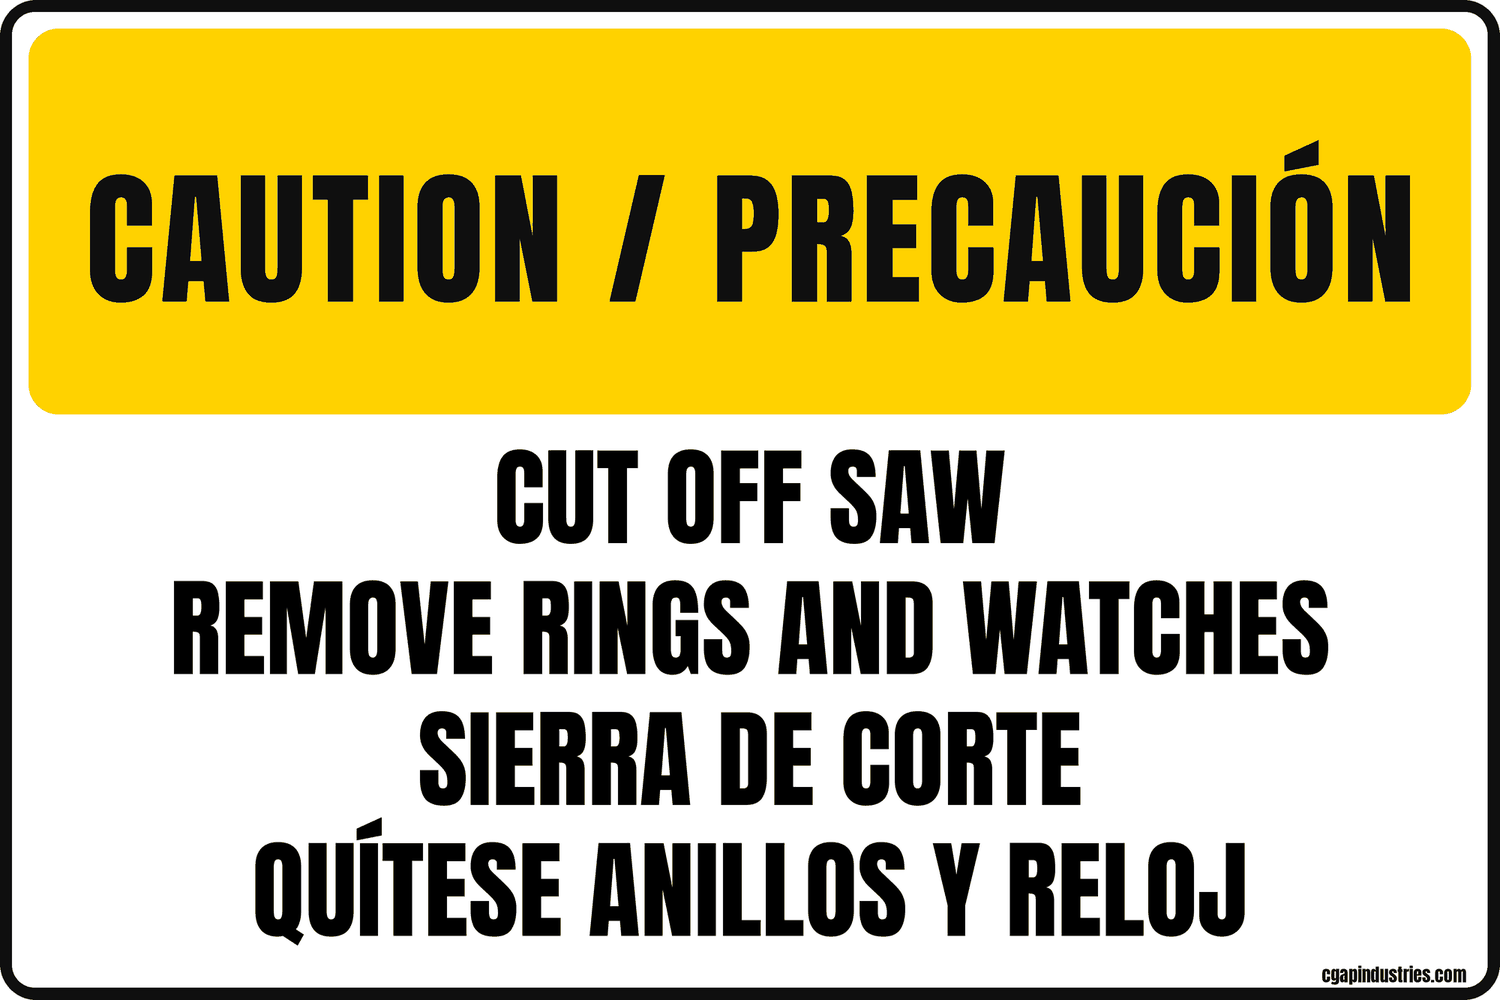 CAUTION / PRECAUCIÓN
CUT OFF SAW
REMOVE RINGS AND WATCHES
SIERRA DE CORTE
QUÍTESE ANILLOS Y RELOJ
cgapindustries.com